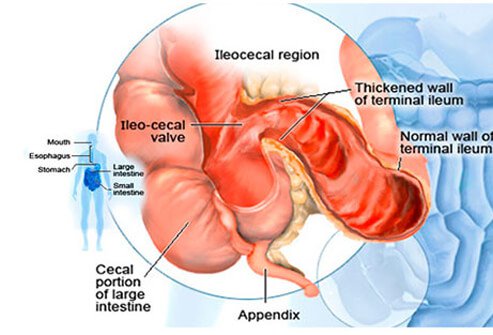 Ileocecal region
Thickened wall
of terminal ileum
Ileo-cecal
valve
Normal wall of
terminal ileum
Mouth
Esophagus
Stomach
Large
intestine
Small
intestine
Cecal
portion
of large
intestine
Appendix